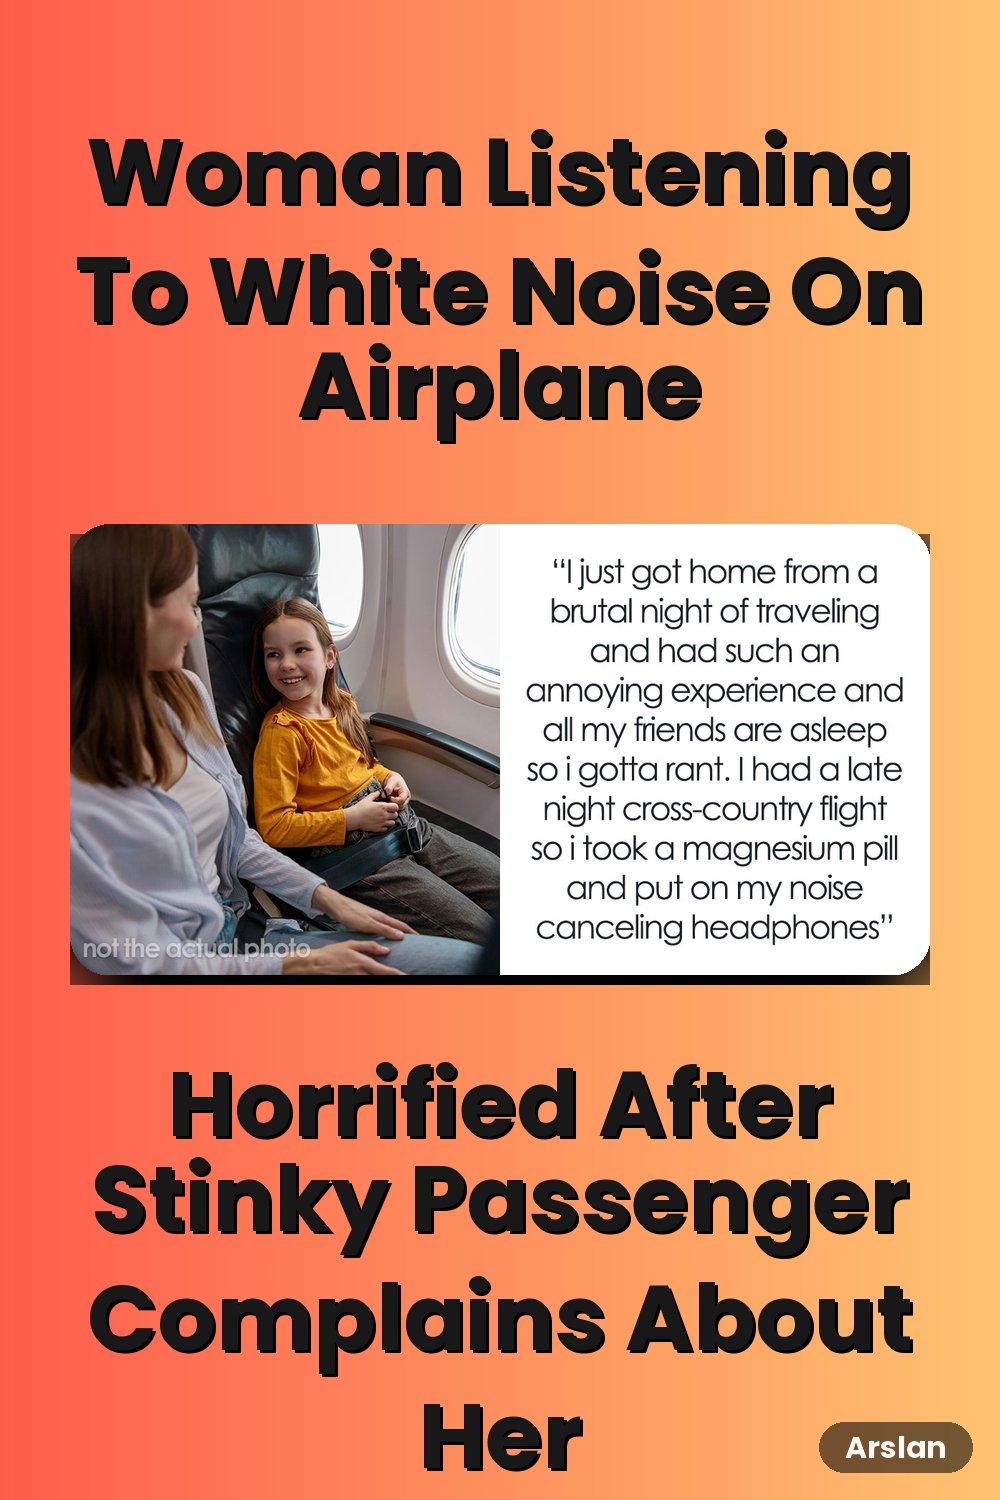 Woman Listening
To White Noise On
Airplane
“I just got home from a
brutal night of traveling
and had such an
annoying experience and
all my friends are asleep
so i gotta rant. I had a late
night cross-country flight
so i took a magnesium pill
and put on my noise
canceling headphones”
not the actual photo
Horrified After
Stinky Passenger
Complains About
Her
Arslan